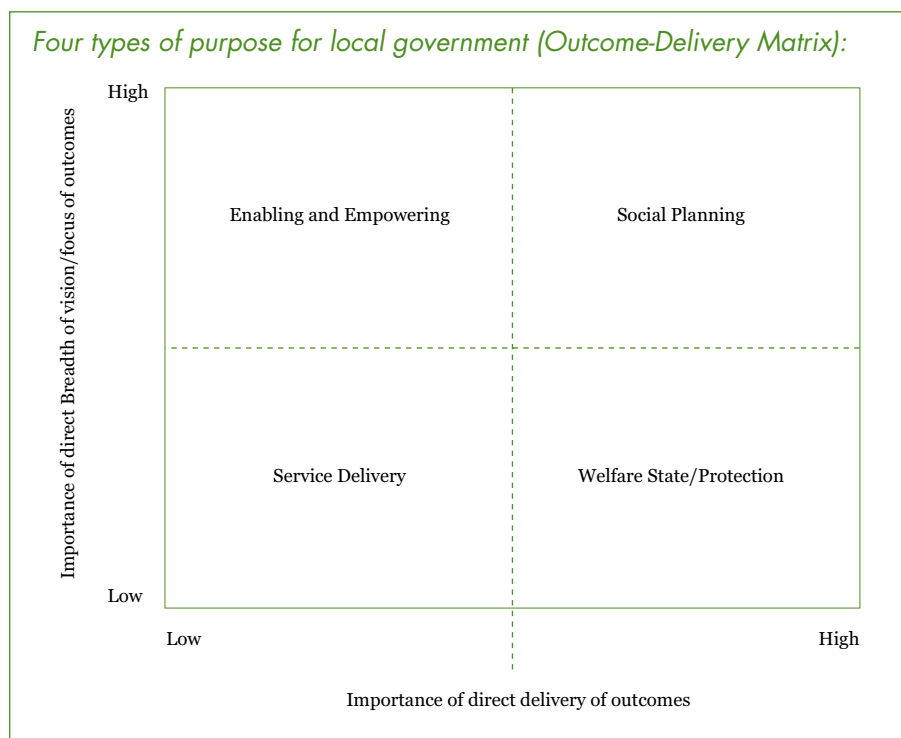 Four types of purpose for local government (Outcome-Delivery Matrix):
High
Importance of direct Breadth of vision/focus of outcomes
Enabling and Empowering
Social Planning
Service Delivery
Welfare State/Protection
Low
Low
High
Importance of direct delivery of outcomes